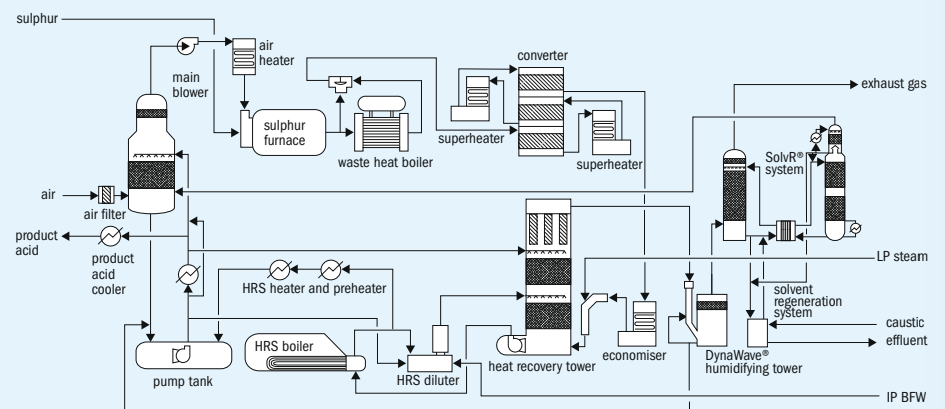 sulphur
air
heater
main
blower
converter
exhaust gas
sulphur
furnace
waste heat boiler
superheater
superheater
SolvR®
system
air
air filter
product
acid
product
acid
cooler
HRS heater and preheater
LP steam
solvent
regeneration
system
caustic
effluent
HRS boiler
pump tank
HRS diluter
heat recovery tower
economiser
DynaWave®
humidifying tower
IP BFW